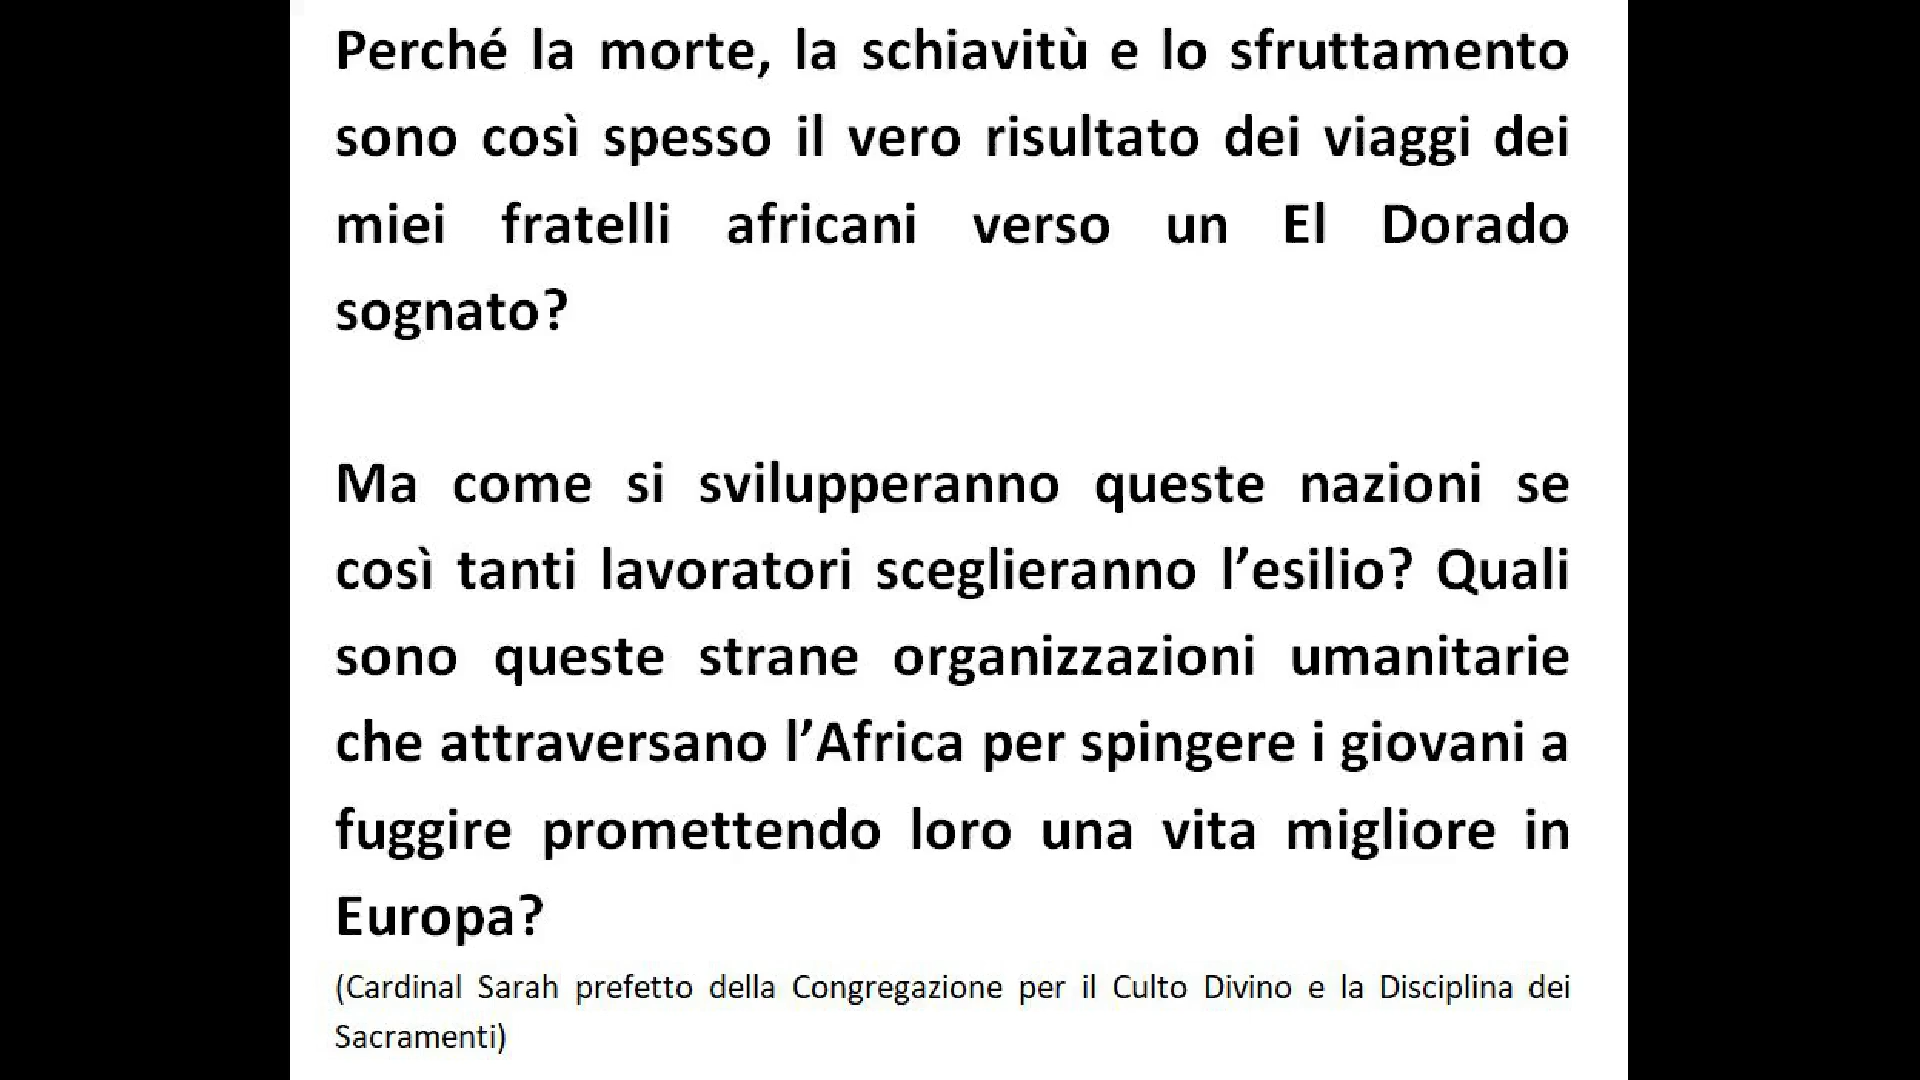 Perché la morte, la schiavitù e lo sfruttamento
sono così spesso il vero risultato dei viaggi dei
miei fratelli africani verso un El Dorado
sognato?
Ma come si svilupperanno queste nazioni se
così tanti lavoratori sceglieranno l’esilio? Quali
sono queste strane organizzazioni umanitarie
che attraversano l’Africa per spingere i giovani a
fuggire promettendo loro una vita migliore in
Europa?
(Cardinal Sarah prefetto della Congregazione per il Culto Divino e la Disciplina dei
Sacramenti)